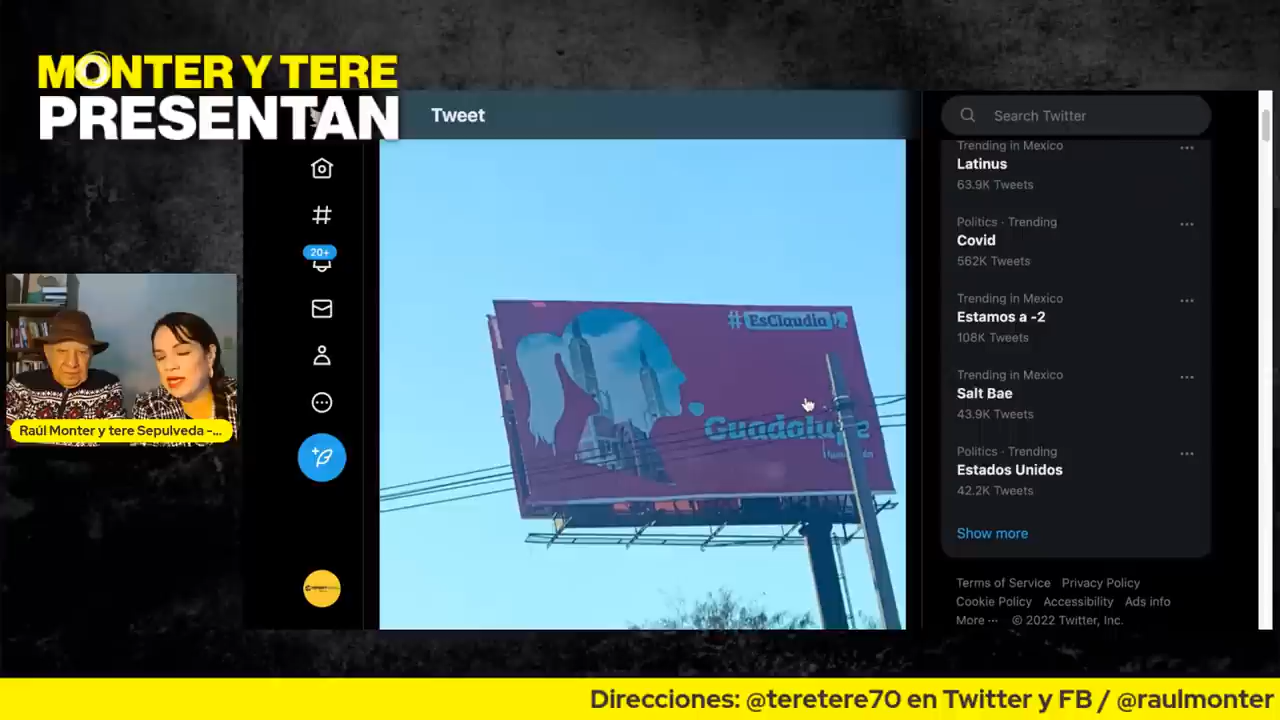 MONTER Y TERE
PRESENTAN
Tweet
Search Twitter
20+
Trending in Mexico
Latinus
63.9K Tweets
Politics · Trending
Covid
562K Tweets
Trending in Mexico
Estamos a -2
108K Tweets
Trending in Mexico
Salt Bae
43.9K Tweets
Politics · Trending
Estados Unidos
42.2K Tweets
Show more
Terms of Service Privacy Policy
Cookie Policy Accessibility Ads info
More ··· © 2022 Twitter, Inc.
#EsClaudia
Guadalupe
Raúl Monter y tere Sepulveda -...
Direcciones: @teretere70 en Twitter y FB / @raulmonter